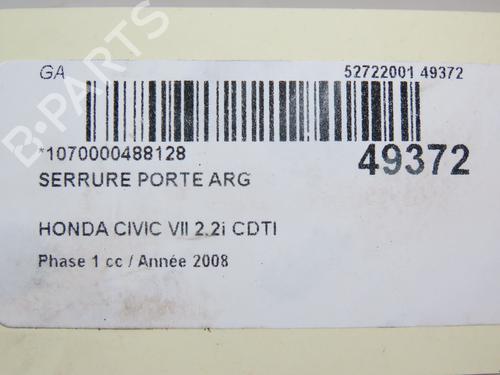 GA 52722001 49372
*1070000488128 49372
SERRURE PORTE ARG
HONDA CIVIC VII 2.2i CDTI
Phase 1 cc / Année 2008
B-PARTS